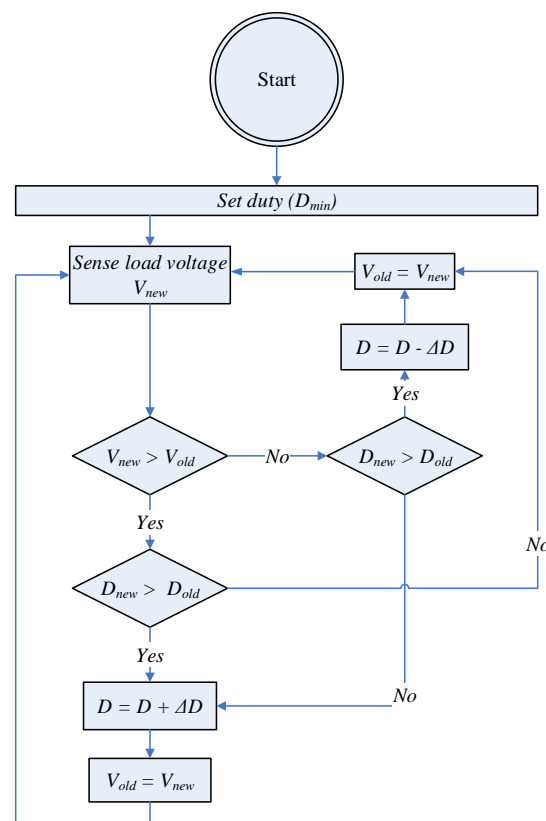 Start
Set duty (Dmin)
Sense load voltage
Vnew
Vold = Vnew
D = D - ΔD
Yes
Vnew > Vold
No
Dnew > Dold
Yes
No
Dnew > Dold
Yes
No
D = D + ΔD
Vold = Vnew